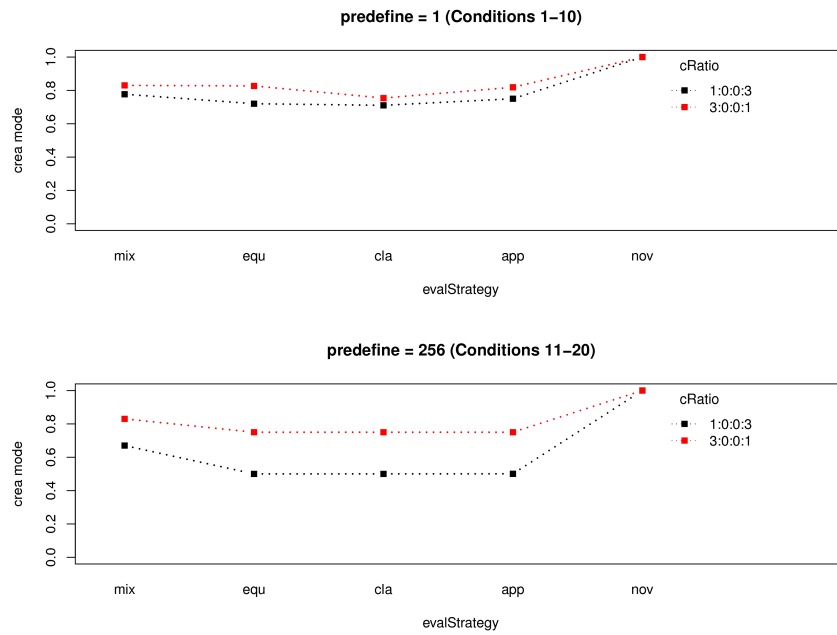 predefine = 1 (Conditions 1−10)
crea mode
0.0 0.2 0.4 0.6 0.8 1.0
cRatio
1:0:0:3
3:0:0:1
mix equ cla app nov
evalStrategy
predefine = 256 (Conditions 11−20)
crea mode
0.0 0.2 0.4 0.6 0.8 1.0
cRatio
1:0:0:3
3:0:0:1
mix equ cla app nov
evalStrategy